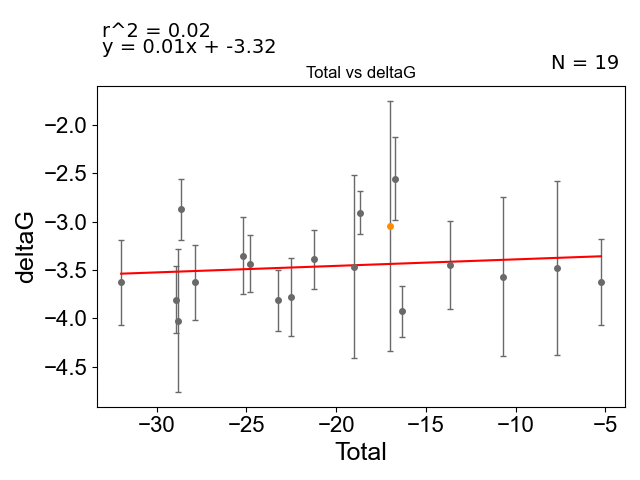 r^2 = 0.02
y = 0.01x + -3.32
N = 19
Total vs deltaG
−2.0
−2.5
−3.0
−3.5
−4.0
−4.5
deltaG
−30
−25
−20
−15
−10
−5
Total